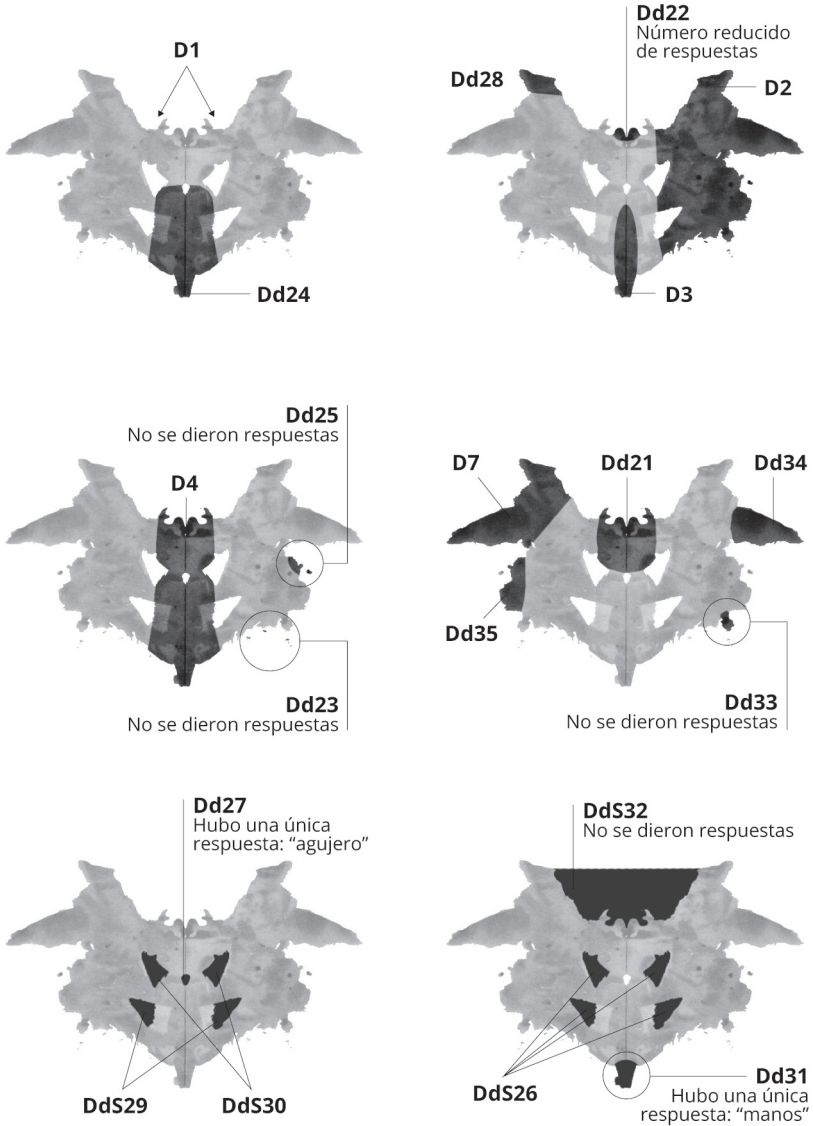 D1
Dd24
Dd22
Número reducido
de respuestas
Dd28
D2
D3
Dd25
No se dieron respuestas
D4
Dd23
No se dieron respuestas
D7
Dd21
Dd34
Dd35
Dd33
No se dieron respuestas
Dd27
Hubo una única
respuesta: “agujero”
DdS29
DdS30
DdS32
No se dieron respuestas
DdS26
Dd31
Hubo una única
respuesta: “manos”